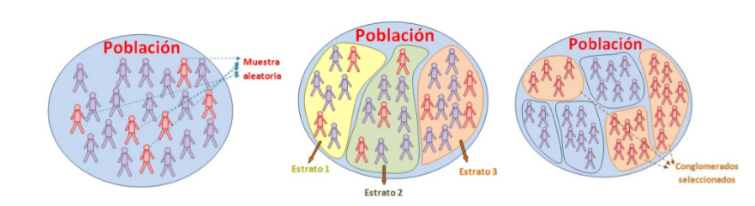 Población
Muestra
aleatoria
Población
Estrato 1
Estrato 2
Estrato 3
Población
Conglomerados
seleccionados